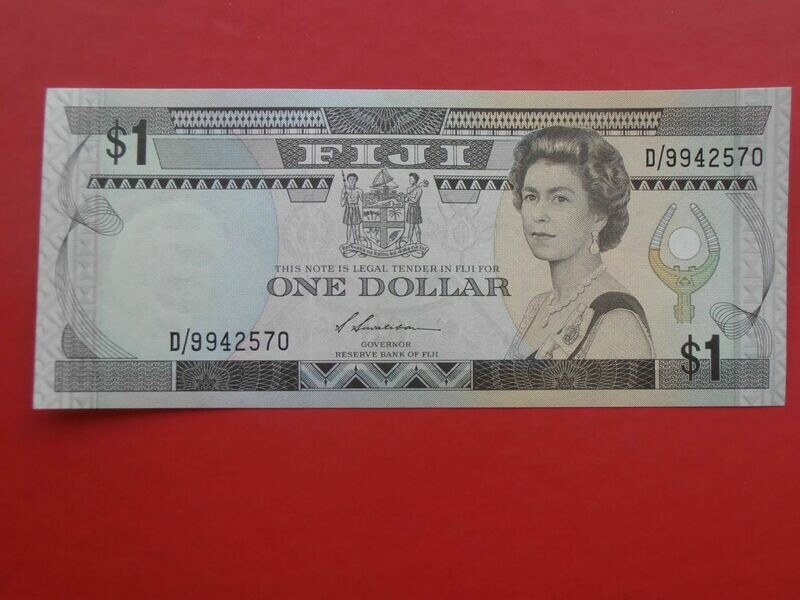 $1
FIJI
D/9942570
THIS NOTE IS LEGAL TENDER IN FIJI FOR
ONE DOLLAR
D/9942570
GOVERNOR
RESERVE BANK OF FIJI
$1